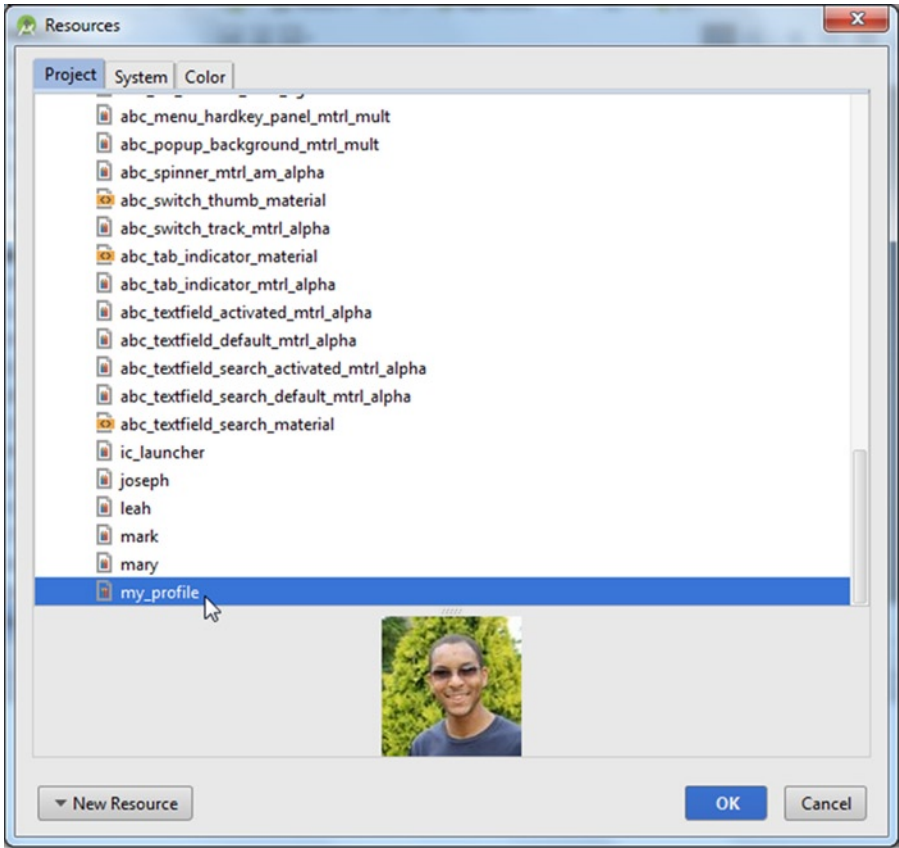 Resources
Project System Color
abc_menu_hardkey_panel_mtrl_mult
abc_popup_background_mtrl_mult
abc_spinner_mtrl_am_alpha
abc_switch_thumb_material
abc_switch_track_mtrl_alpha
abc_tab_indicator_material
abc_tab_indicator_mtrl_alpha
abc_textfield_activated_mtrl_alpha
abc_textfield_default_mtrl_alpha
abc_textfield_search_activated_mtrl_alpha
abc_textfield_search_default_mtrl_alpha
abc_textfield_search_material
ic_launcher
joseph
leah
mark
mary
my_profile
New Resource OK Cancel